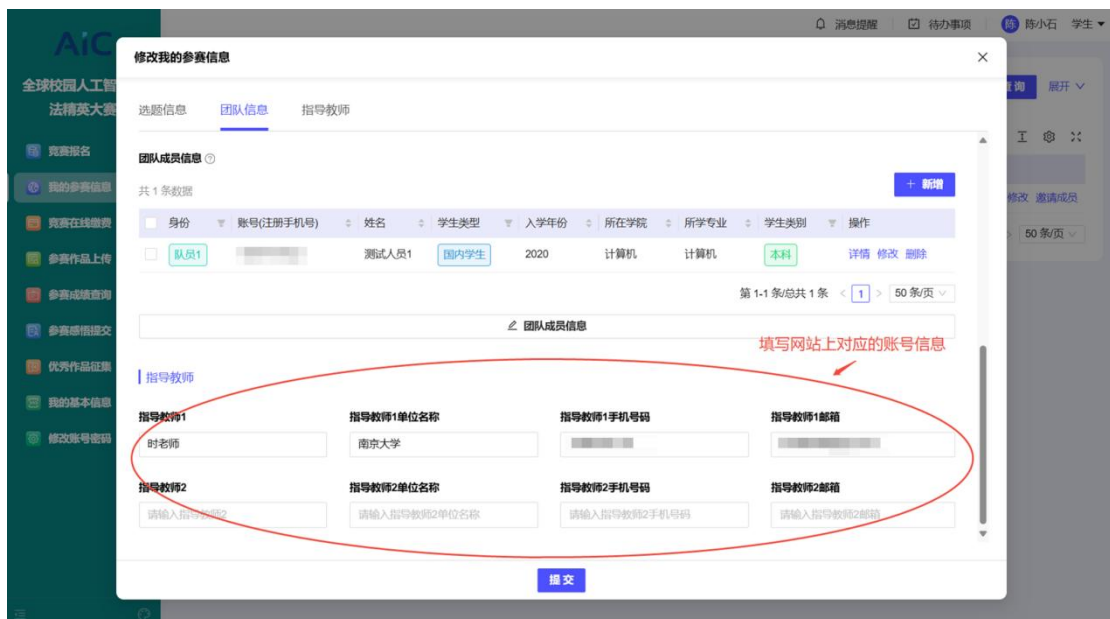 消息提醒 待办事项 陈 陈小石 学生
AiC
全球校园人工智
法精英大赛
竞赛报名
我的参赛信息
竞赛在线缴费
参赛作品上传
参赛成绩查询
参赛感悟提交
优秀作品征集
我的基本信息
修改账号密码
询 展开
修改 邀请成员
50 条/页
修改我的参赛信息
选题信息 团队信息 指导教师
团队成员信息
共 1 条数据
+ 新增
身份 账号(注册手机号) 姓名 学生类型 入学年份 所在学院 所学专业 学生类别 操作
队员1 测试人员1 国内学生 2020 计算机 计算机 本科 详情 修改 删除
第 1-1 条/总共 1 条 < 1 > 50 条/页
团队成员信息
填写网站上对应的账号信息
指导教师
指导教师1 指导教师1单位名称 指导教师1手机号码 指导教师1邮箱
时老师 南京大学
指导教师2 指导教师2单位名称 指导教师2手机号码 指导教师2邮箱
请输入指导教师2 请输入指导教师2单位名称 请输入指导教师2手机号码 请输入指导教师2邮箱
提 交